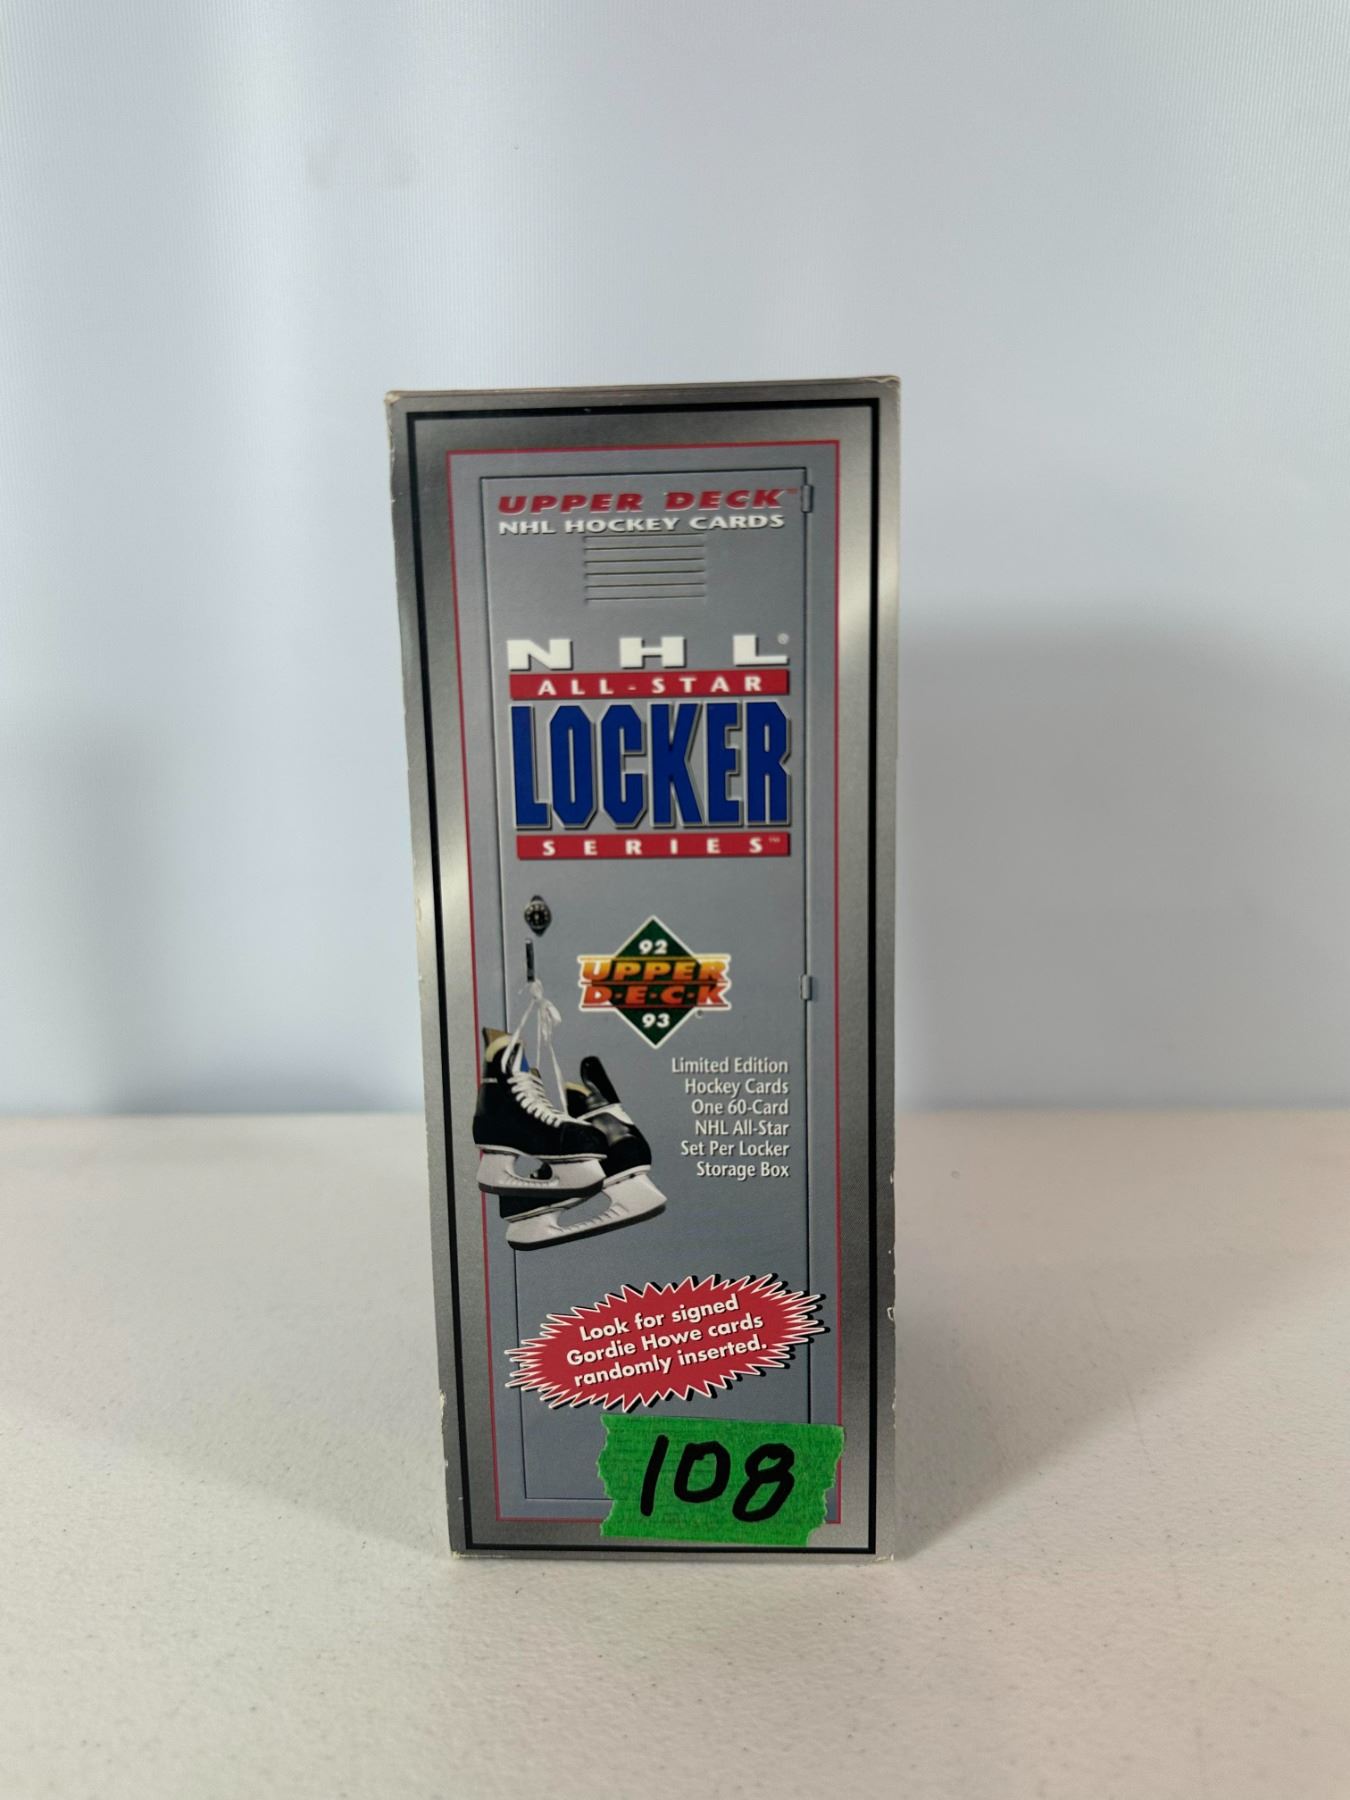 UPPER DECK™
NHL HOCKEY CARDS
NHL®
ALL-STAR
LOCKER
SERIES™
92
UPPER
D·E·C·K
93
Limited Edition
Hockey Cards
One 60-Card
NHL All-Star
Set Per Locker
Storage Box
Look for signed
Gordie Howe cards
randomly inserted.
108